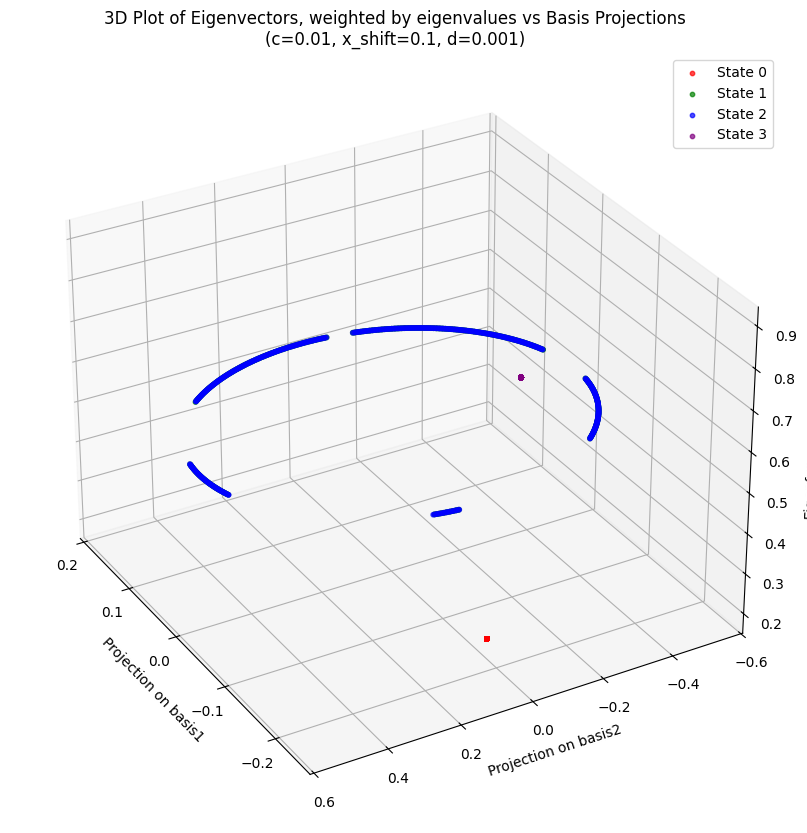 3D Plot of Eigenvectors, weighted by eigenvalues vs Basis Projections
(c=0.01, x_shift=0.1, d=0.001)
State 0
State 1
State 2
State 3
0.9
0.8
0.7
0.6
0.5
0.4
0.3
0.2
0.2
0.1
0.0
−0.1
−0.2
Projection on basis1
0.6
0.4
0.2
0.0
−0.2
−0.4
−0.6
Projection on basis2